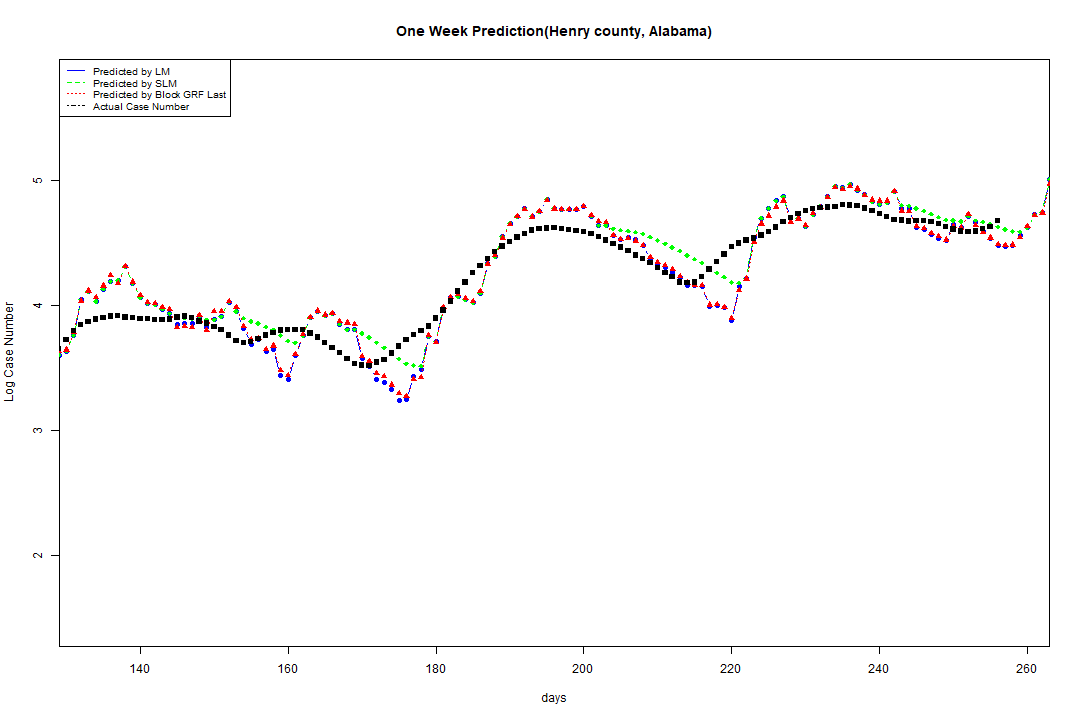 One Week Prediction(Henry county, Alabama)
Predicted by LM
Predicted by SLM
Predicted by Block GRF Last
Actual Case Number
5
4
3
2
Log Case Number
140 160 180 200 220 240 260
days